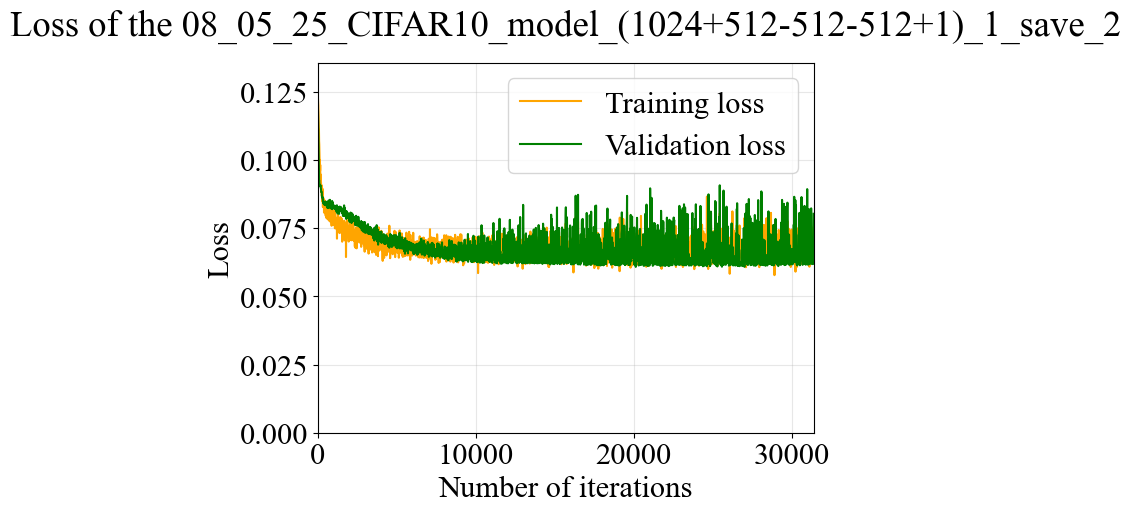 Loss of the 08_05_25_CIFAR10_model_(1024+512-512-512+1)_1_save_2
0.125
0.100
0.075
0.050
0.025
0.000
Loss
Training loss
Validation loss
0
10000
20000
30000
Number of iterations